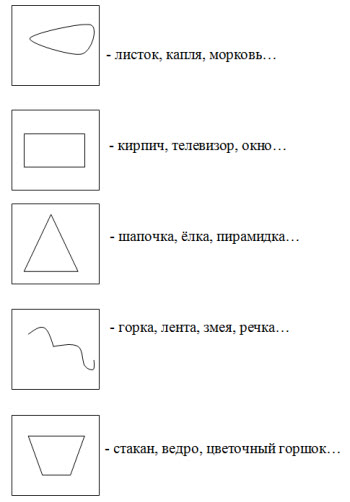 - листок, капля, морковь…
- кирпич, телевизор, окно…
- шапочка, ёлка, пирамидка…
- горка, лента, змея, речка…
- стакан, ведро, цветочный горшок…